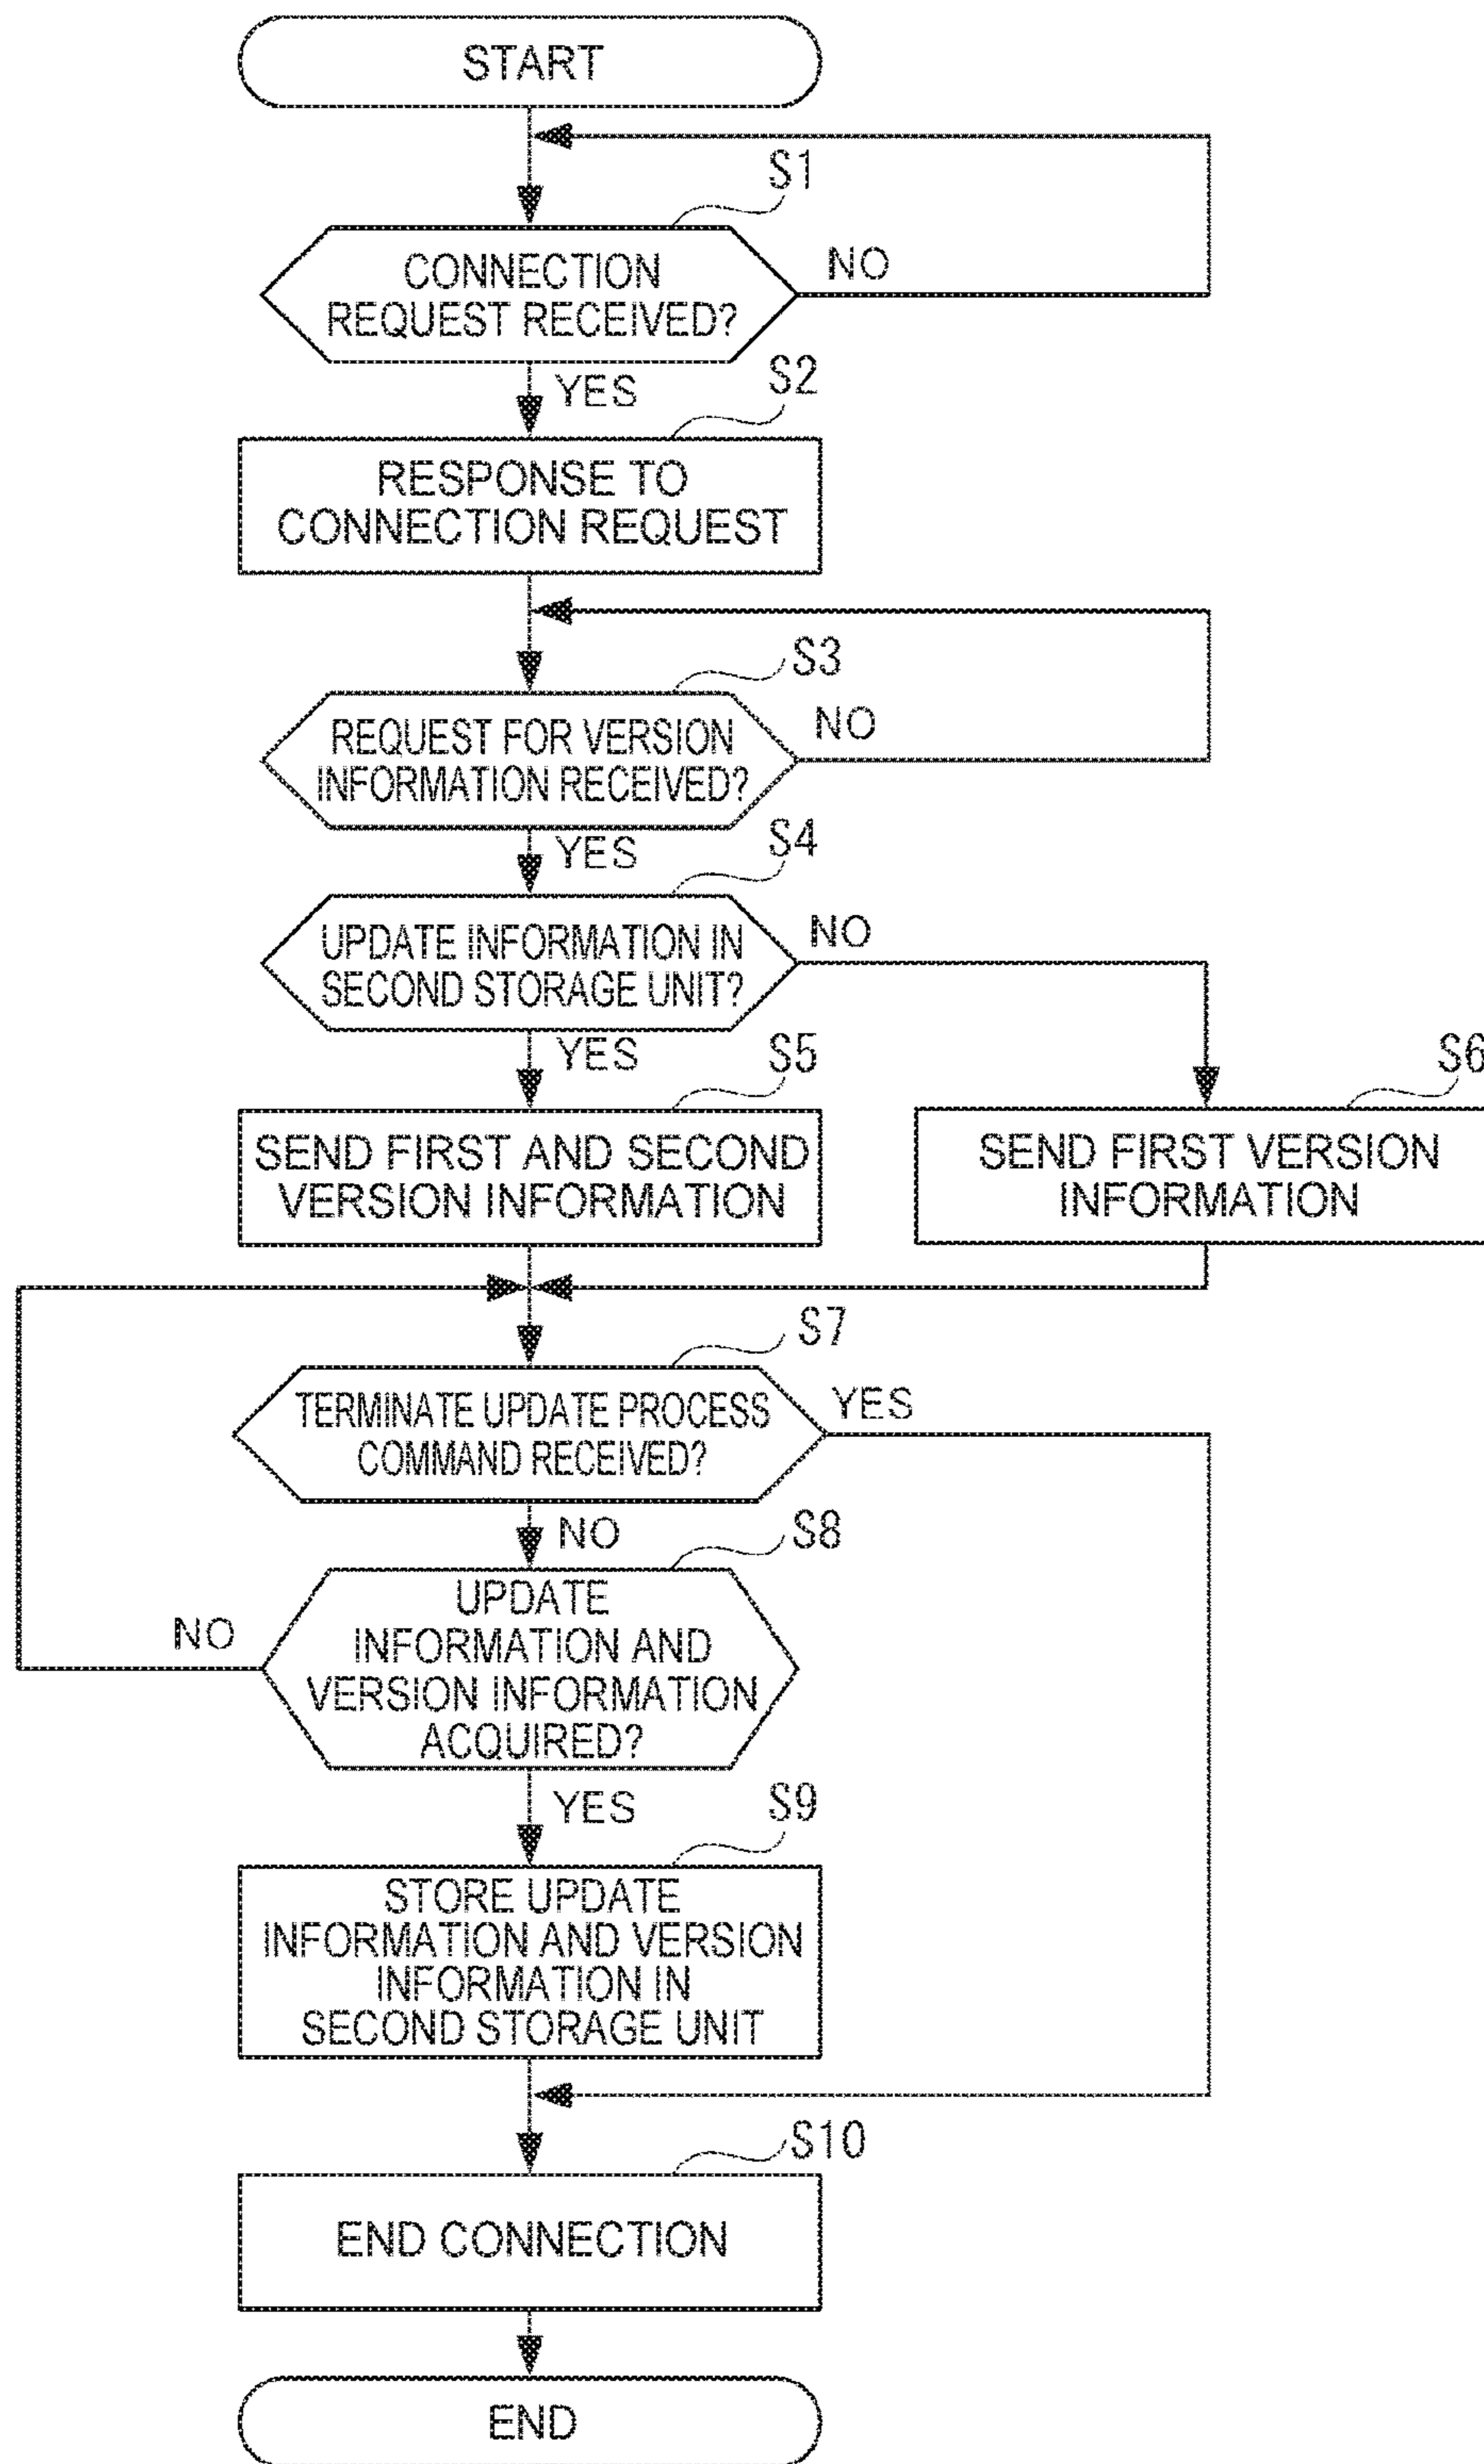 START
S1
CONNECTION
REQUEST RECEIVED?
NO
YES
S2
RESPONSE TO
CONNECTION REQUEST
S3
REQUEST FOR VERSION
INFORMATION RECEIVED?
NO
YES
S4
UPDATE INFORMATION IN
SECOND STORAGE UNIT?
NO
YES
S5
SEND FIRST AND SECOND
VERSION INFORMATION
S6
SEND FIRST VERSION
INFORMATION
S7
TERMINATE UPDATE PROCESS
COMMAND RECEIVED?
YES
NO
S8
UPDATE
INFORMATION AND
VERSION INFORMATION
ACQUIRED?
NO
YES
S9
STORE UPDATE
INFORMATION AND VERSION
INFORMATION IN
SECOND STORAGE UNIT
S10
END CONNECTION
END